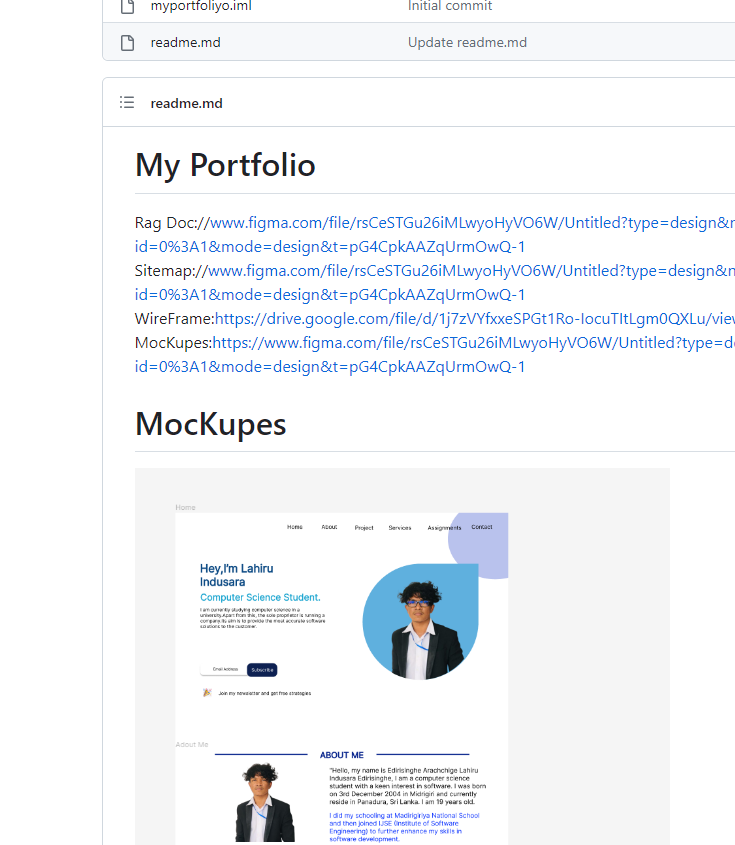 myportfoliyo.iml Initial commit
readme.md Update readme.md
readme.md
My Portfolio
Rag Doc://www.figma.com/file/rsCeSTGu26iMLwyoHyVO6W/Untitled?type=design&
id=0%3A1&mode=design&t=pG4CpkAAZqUrmOwQ-1
Sitemap://www.figma.com/file/rsCeSTGu26iMLwyoHyVO6W/Untitled?type=design&n
id=0%3A1&mode=design&t=pG4CpkAAZqUrmOwQ-1
WireFrame:https://drive.google.com/file/d/1j7zVYfxxeSPGt1Ro-IocuTItLgm0QXLu/view
MocKupes:https://www.figma.com/file/rsCeSTGu26iMLwyoHyVO6W/Untitled?type=de
id=0%3A1&mode=design&t=pG4CpkAAZqUrmOwQ-1
MocKupes
Home
Home About Project Services Assignments Contact
Hey,I'm Lahiru
Indusara
Computer Science Student.
I am currently studying computer science in a
university.Apart from this, the sole proprietor is running a
company.Its aim is to provide the most accurate software
solutions to the customer.
Email Address Subscribe
Join my newsletter and get free strategies
About Me
ABOUT ME
"Hello, my name is Edirisinghe Arachchige Lahiru
Indusara Edirisinghe, I am a computer science
student with a keen interest in software. I was born
on 3rd December 2004 in Midrigiri and currently
reside in Panadura, Sri Lanka. I am 19 years old.
I did my schooling at Madirigiriya National School
and then joined IJSE (Institute of Software
Engineering) to further enhance my skills in
software development.